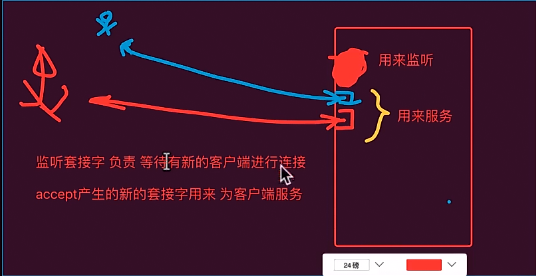 用来监听
用来服务
监听套接字 负责 等待有新的客户端进行连接
accept产生的新的套接字用来 为客户端服务
24 磅